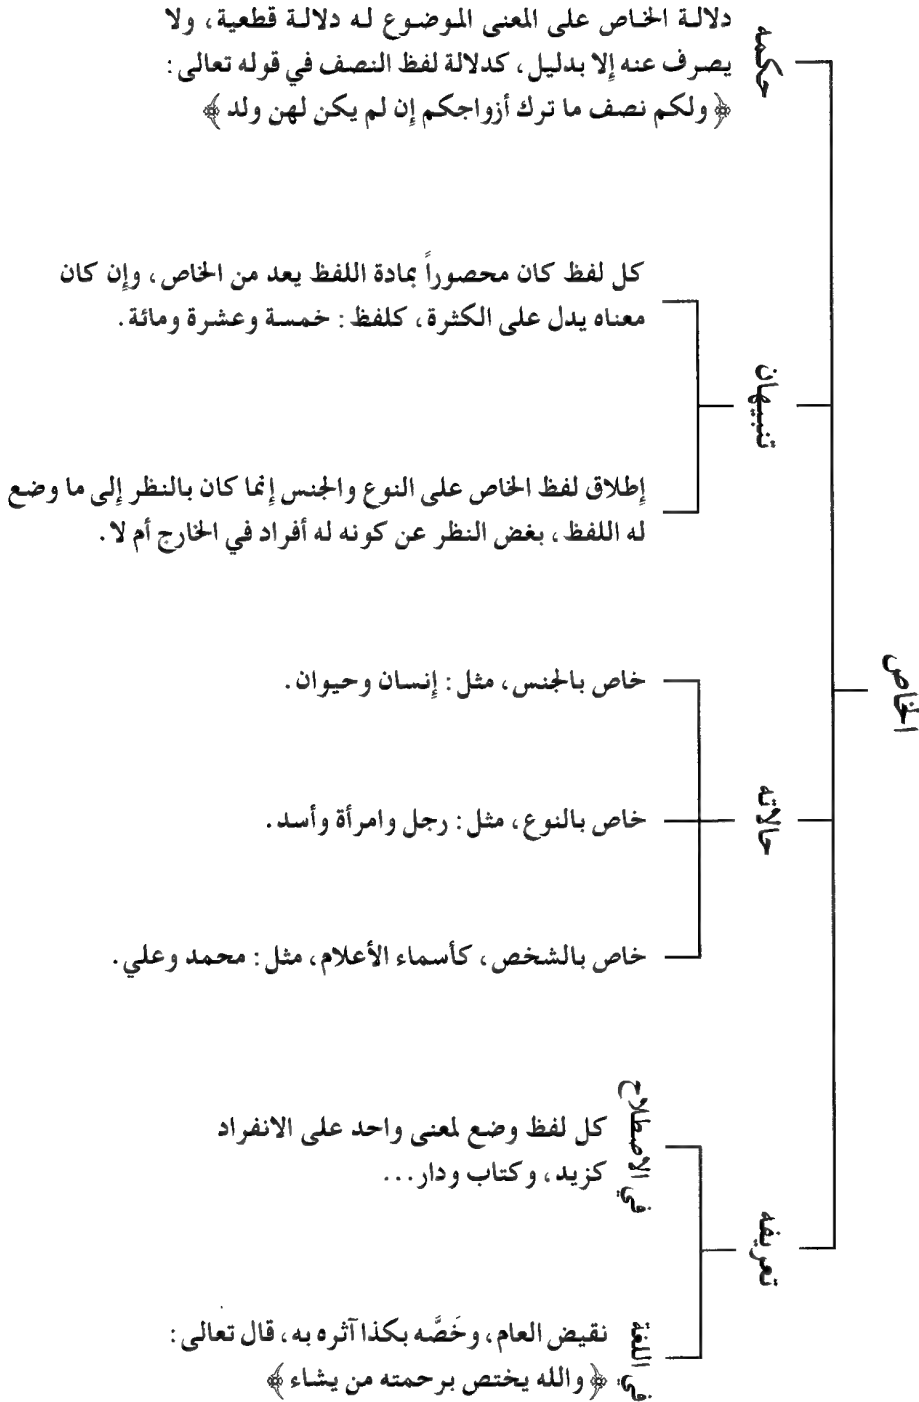 الخاص
حكمه
دلالة الخاص على المعنى الموضوع له دلالة قطعية، ولا
يصرف عنه إلا بدليل، كدلالة لفظ النصف في قوله تعالى:
﴿ولكم نصف ما ترك أزواجكم إن لم يكن لهن ولد﴾
تنبيهان
كل لفظ كان محصوراً بمادة اللفظ يعد من الخاص، وإن كان
معناه يدل على الكثرة، كلفظ: خمسة وعشرة ومائة.
إطلاق لفظ الخاص على النوع والجنس إنما كان بالنظر إلى ما وضع
له اللفظ، بغض النظر عن كونه له أفراد في الخارج أم لا.
حالاته
خاص بالجنس، مثل: إنسان وحيوان.
خاص بالنوع، مثل: رجل وامرأة وأسد.
خاص بالشخص، كأسماء الأعلام، مثل: محمد وعلي.
تعريفه
في الاصطلاح
كل لفظ وضع لمعنى واحد على الانفراد
كزيد، وكتاب ودار...
في اللغة
نقيض العام، وخَصَّه بكذا آثره به، قال تعالى:
﴿والله يختص برحمته من يشاء﴾